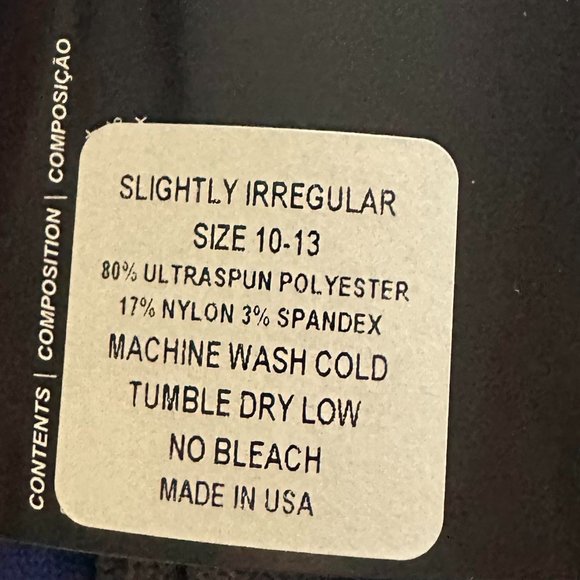 CONTENTS | COMPOSITION | COMPOSIÇÃO
SLIGHTLY IRREGULAR
SIZE 10-13
80% ULTRASPUN POLYESTER
17% NYLON 3% SPANDEX
MACHINE WASH COLD
TUMBLE DRY LOW
NO BLEACH
MADE IN USA